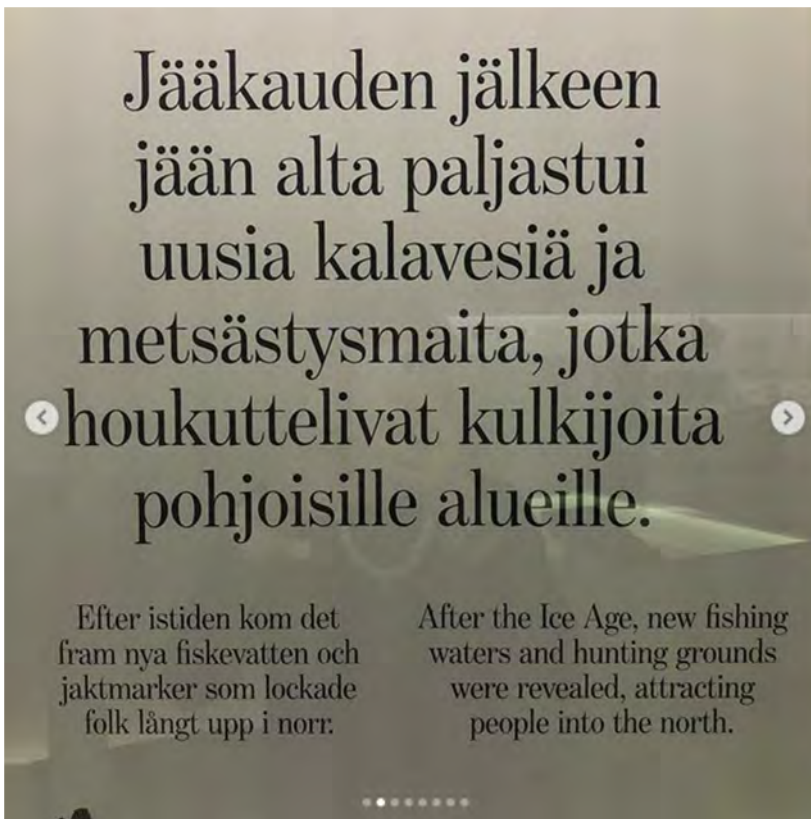 Jääkauden jälkeen
jään alta paljastui
uusia kalavesiä ja
metsästysmaita, jotka
houkuttelivat kulkijoita
pohjoisille alueille.
Efter istiden kom det
fram nya fiskevatten och
jaktmarker som lockade
folk långt upp i norr.
After the Ice Age, new fishing
waters and hunting grounds
were revealed, attracting
people into the north.